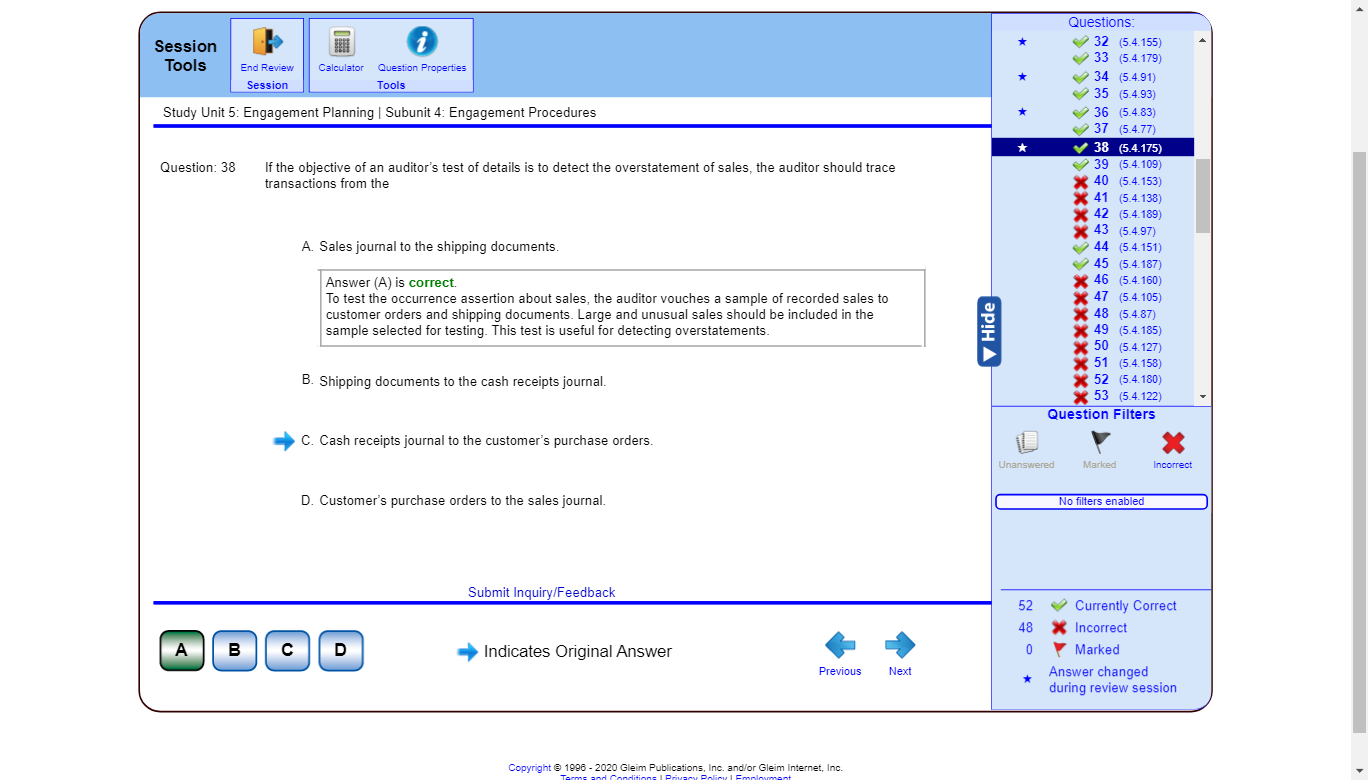 Session
Tools
End Review
Session
Calculator
Question Properties
Tools
Study Unit 5: Engagement Planning | Subunit 4: Engagement Procedures
Question: 38
If the objective of an auditor's test of details is to detect the overstatement of sales, the auditor should trace
transactions from the
A. Sales journal to the shipping documents.
Answer (A) is correct.
To test the occurrence assertion about sales, the auditor vouches a sample of recorded sales to
customer orders and shipping documents. Large and unusual sales should be included in the
sample selected for testing. This test is useful for detecting overstatements.
B. Shipping documents to the cash receipts journal.
C. Cash receipts journal to the customer's purchase orders.
D. Customer's purchase orders to the sales journal.
Submit Inquiry/Feedback
A
B
C
D
Indicates Original Answer
Previous
Next
Hide
Questions:
32 (5.4.155)
33 (5.4.179)
34 (5.4.91)
35 (5.4.93)
36 (5.4.83)
37 (5.4.77)
38 (5.4.175)
39 (5.4.109)
40 (5.4.153)
41 (5.4.138)
42 (5.4.189)
43 (5.4.97)
44 (5.4.151)
45 (5.4.187)
46 (5.4.160)
47 (5.4.105)
48 (5.4.87)
49 (5.4.185)
50 (5.4.127)
51 (5.4.158)
52 (5.4.180)
53 (5.4.122)
Question Filters
Unanswered
Marked
Incorrect
No filters enabled
52 Currently Correct
48 Incorrect
0 Marked
Answer changed
during review session
Copyright © 1996 - 2020 Gleim Publications, Inc. and/or Gleim Internet, Inc.
Terms and Conditions | Privacy Policy | Employment